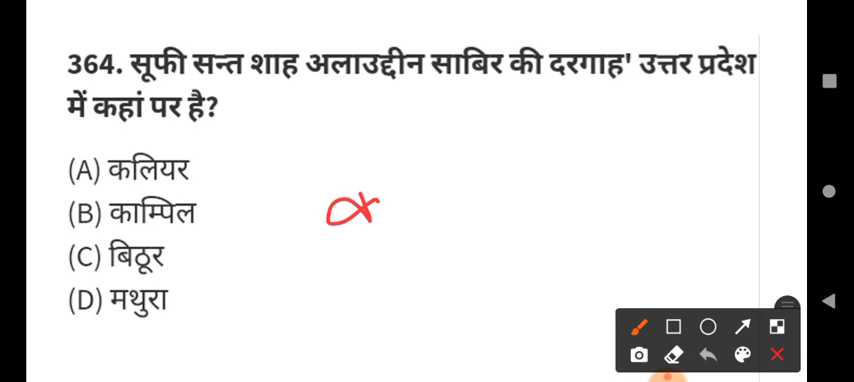 364. सूफी सन्त शाह अलाउद्दीन साबिर की दरगाह' उत्तर प्रदेश
में कहां पर है?
(A) कलियर
(B) काम्पिल
(C) बिठूर
(D) मथुरा